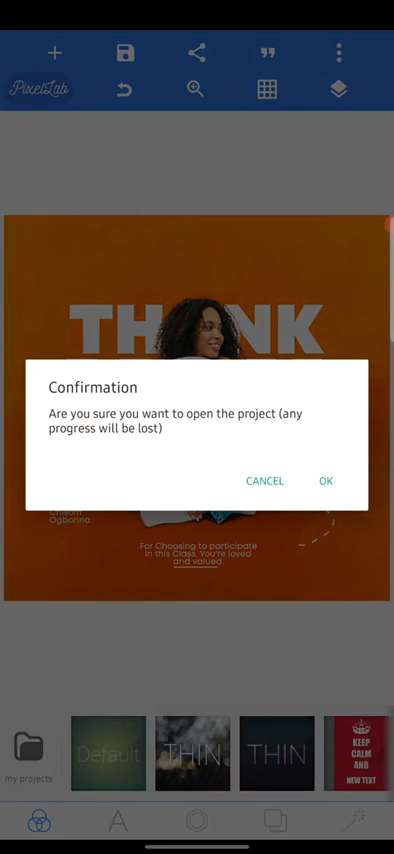 PixelLab
THANK
Confirmation
Are you sure you want to open the project (any
progress will be lost)
CANCEL
OK
Chisom
Ogbonna
For Choosing to participate
in this Class. You're loved
and valued.
my projects
Default
THIN
THIN
KEEP
CALM
AND
NEW TEXT